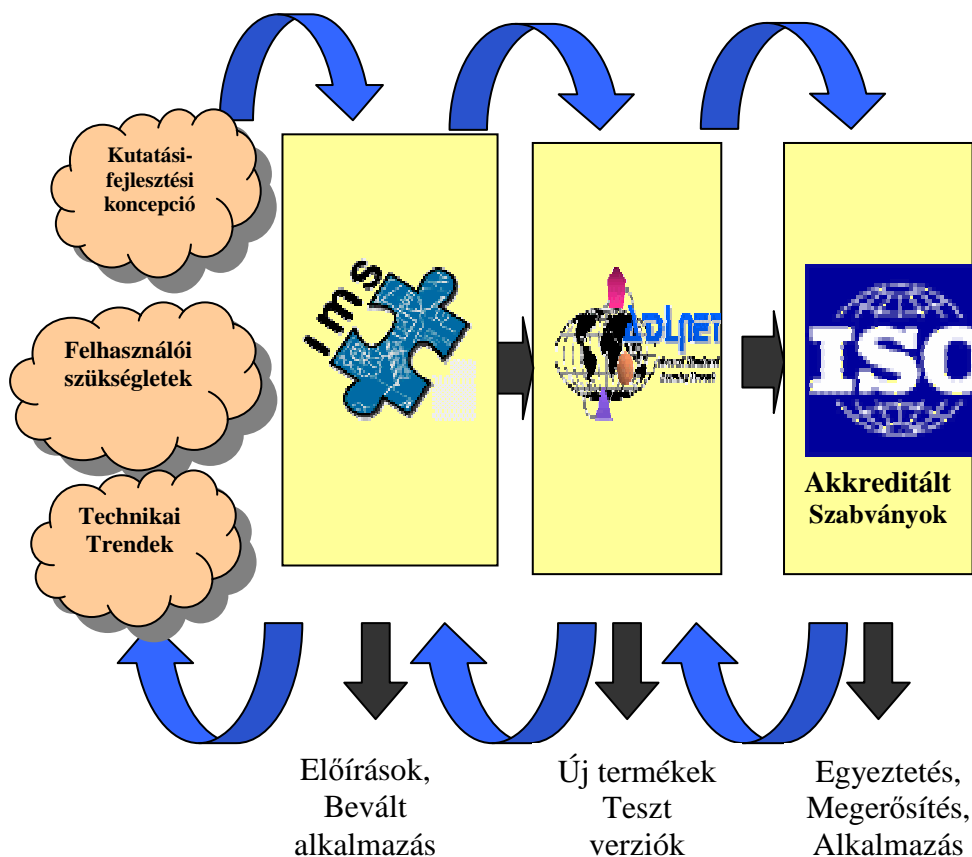 Kutatási-
fejlesztési
koncepció
Felhasználói
szükségletek
Technikai
Trendek
ims
ADLNET
ISO
Akkreditált
Szabványok
Előírások,
Bevált
alkalmazás
Új termékek
Teszt
verziók
Egyeztetés,
Megerősítés,
Alkalmazás